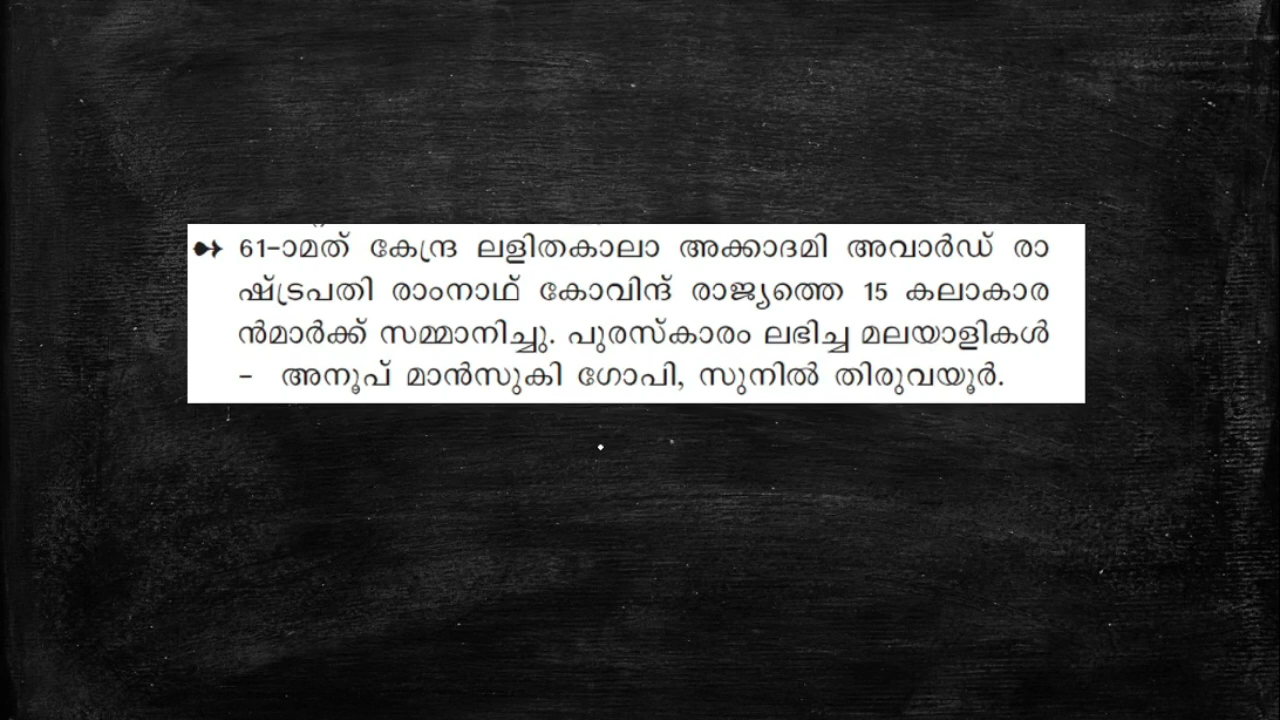 ➻ 61-ാമത് കേന്ദ്ര ലളിതകാലാ അക്കാദമി അവാർഡ് രാ
ഷ്ട്രപതി രാംനാഥ് കോവിന്ദ് രാജ്യത്തെ 15 കലാകാര
ൻമാർക്ക് സമ്മാനിച്ചു. പുരസ്കാരം ലഭിച്ച മലയാളികൾ
- അനൂപ് മാൻസുകി ഗോപി, സുനിൽ തിരുവയൂർ.